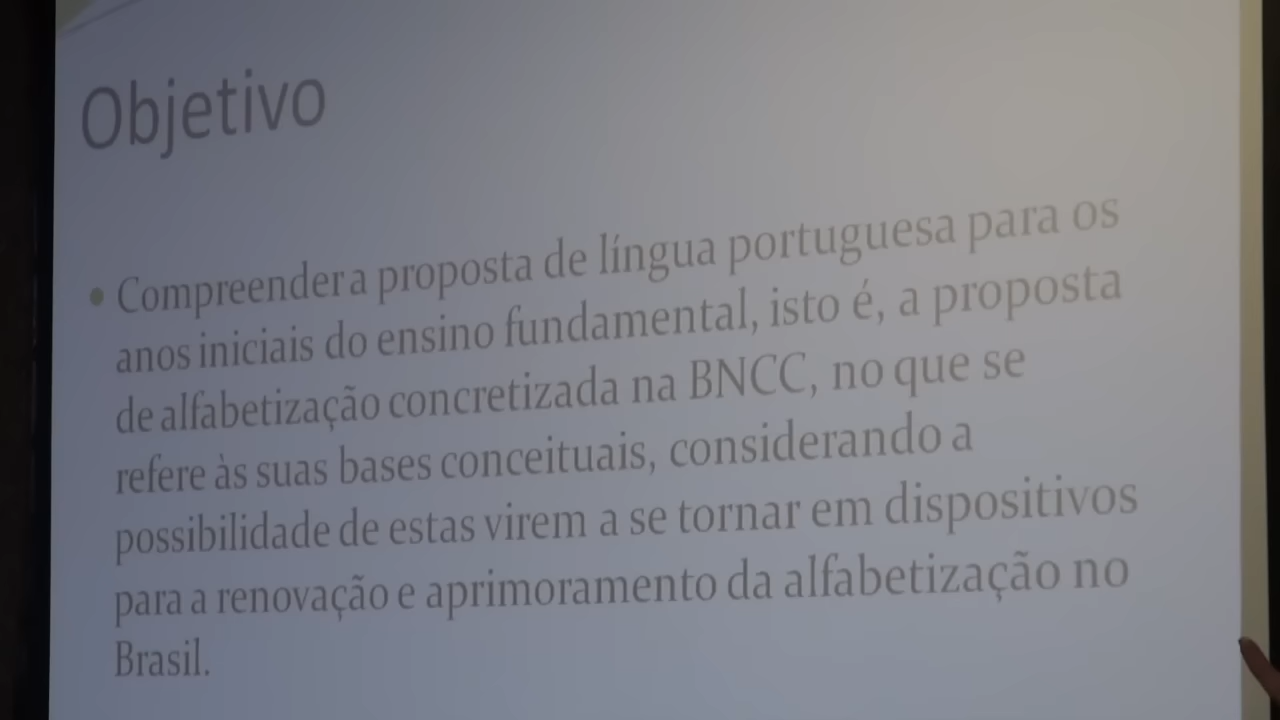 Objetivo
• Compreender a proposta de língua portuguesa para os
anos iniciais do ensino fundamental, isto é, a proposta
de alfabetização concretizada na BNCC, no que se
refere às suas bases conceituais, considerando a
possibilidade de estas virem a se tornar em dispositivos
para a renovação e aprimoramento da alfabetização no
Brasil.